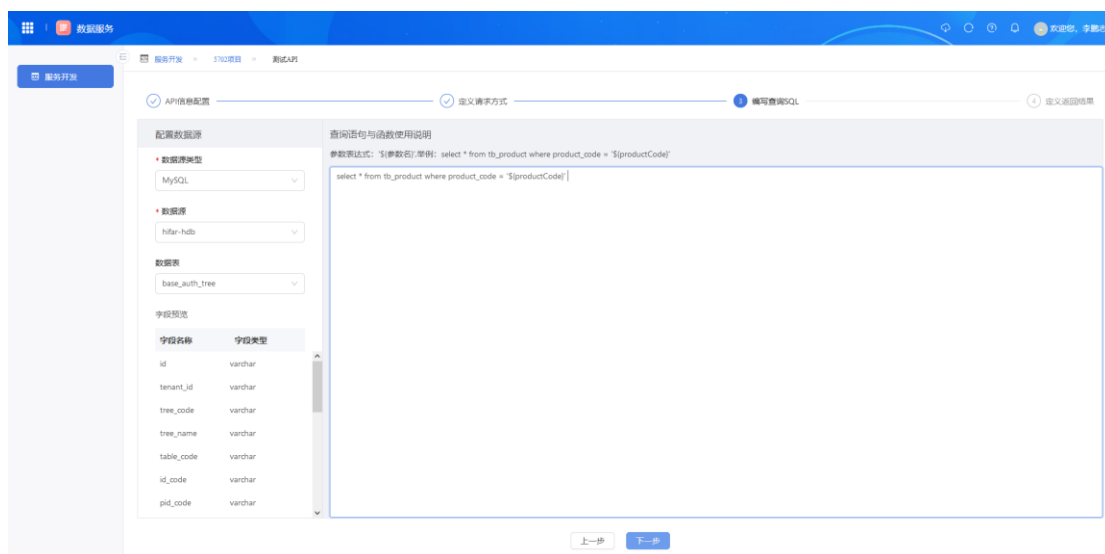 数据服务
欢迎您，李鹏志
服务开发
服务开发 > 5702项目 > 测试API
API信息配置
定义请求方式
3 编写查询SQL
4 定义返回结果
配置数据源
查询语句与函数使用说明
* 数据源类型
参数表达式：'${参数名}',举例：select * from tb_product where product_code = '${productCode}'
MySQL
select * from tb_product where product_code = '${productCode}'
* 数据源
hifar-hdb
数据表
base_auth_tree
字段预览
字段名称 字段类型
id varchar
tenant_id varchar
tree_code varchar
tree_name varchar
table_code varchar
id_code varchar
pid_code varchar
上一步 下一步